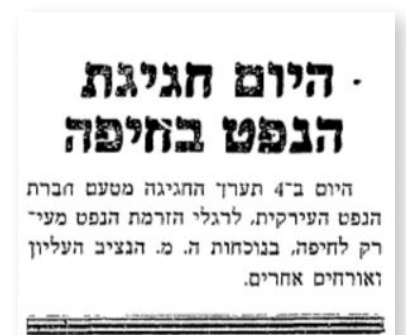 היום חגיגת
הנפט בחיפה
היום ב־4 תערך החגיגה מטעם חברת
הנפט העירקית, לרגלי הזרמת הנפט מעי־
רק לחיפה, בנוכחות ה. מ. הנציב העליון
ואורחים אחרים.